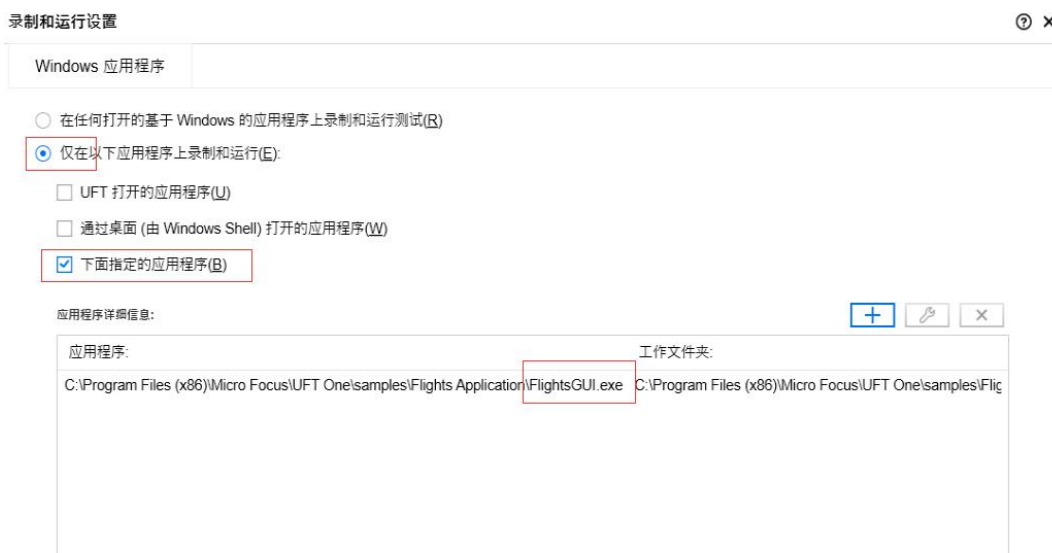 录制和运行设置
Windows 应用程序
在任何打开的基于 Windows 的应用程序上录制和运行测试(R)
仅在以下应用程序上录制和运行(E):
UFT 打开的应用程序(U)
通过桌面 (由 Windows Shell) 打开的应用程序(W)
下面指定的应用程序(B)
应用程序详细信息:
应用程序: 工作文件夹:
C:\Program Files (x86)\Micro Focus\UFT One\samples\Flights Application\FlightsGUI.exe C:\Program Files (x86)\Micro Focus\UFT One\samples\Flig